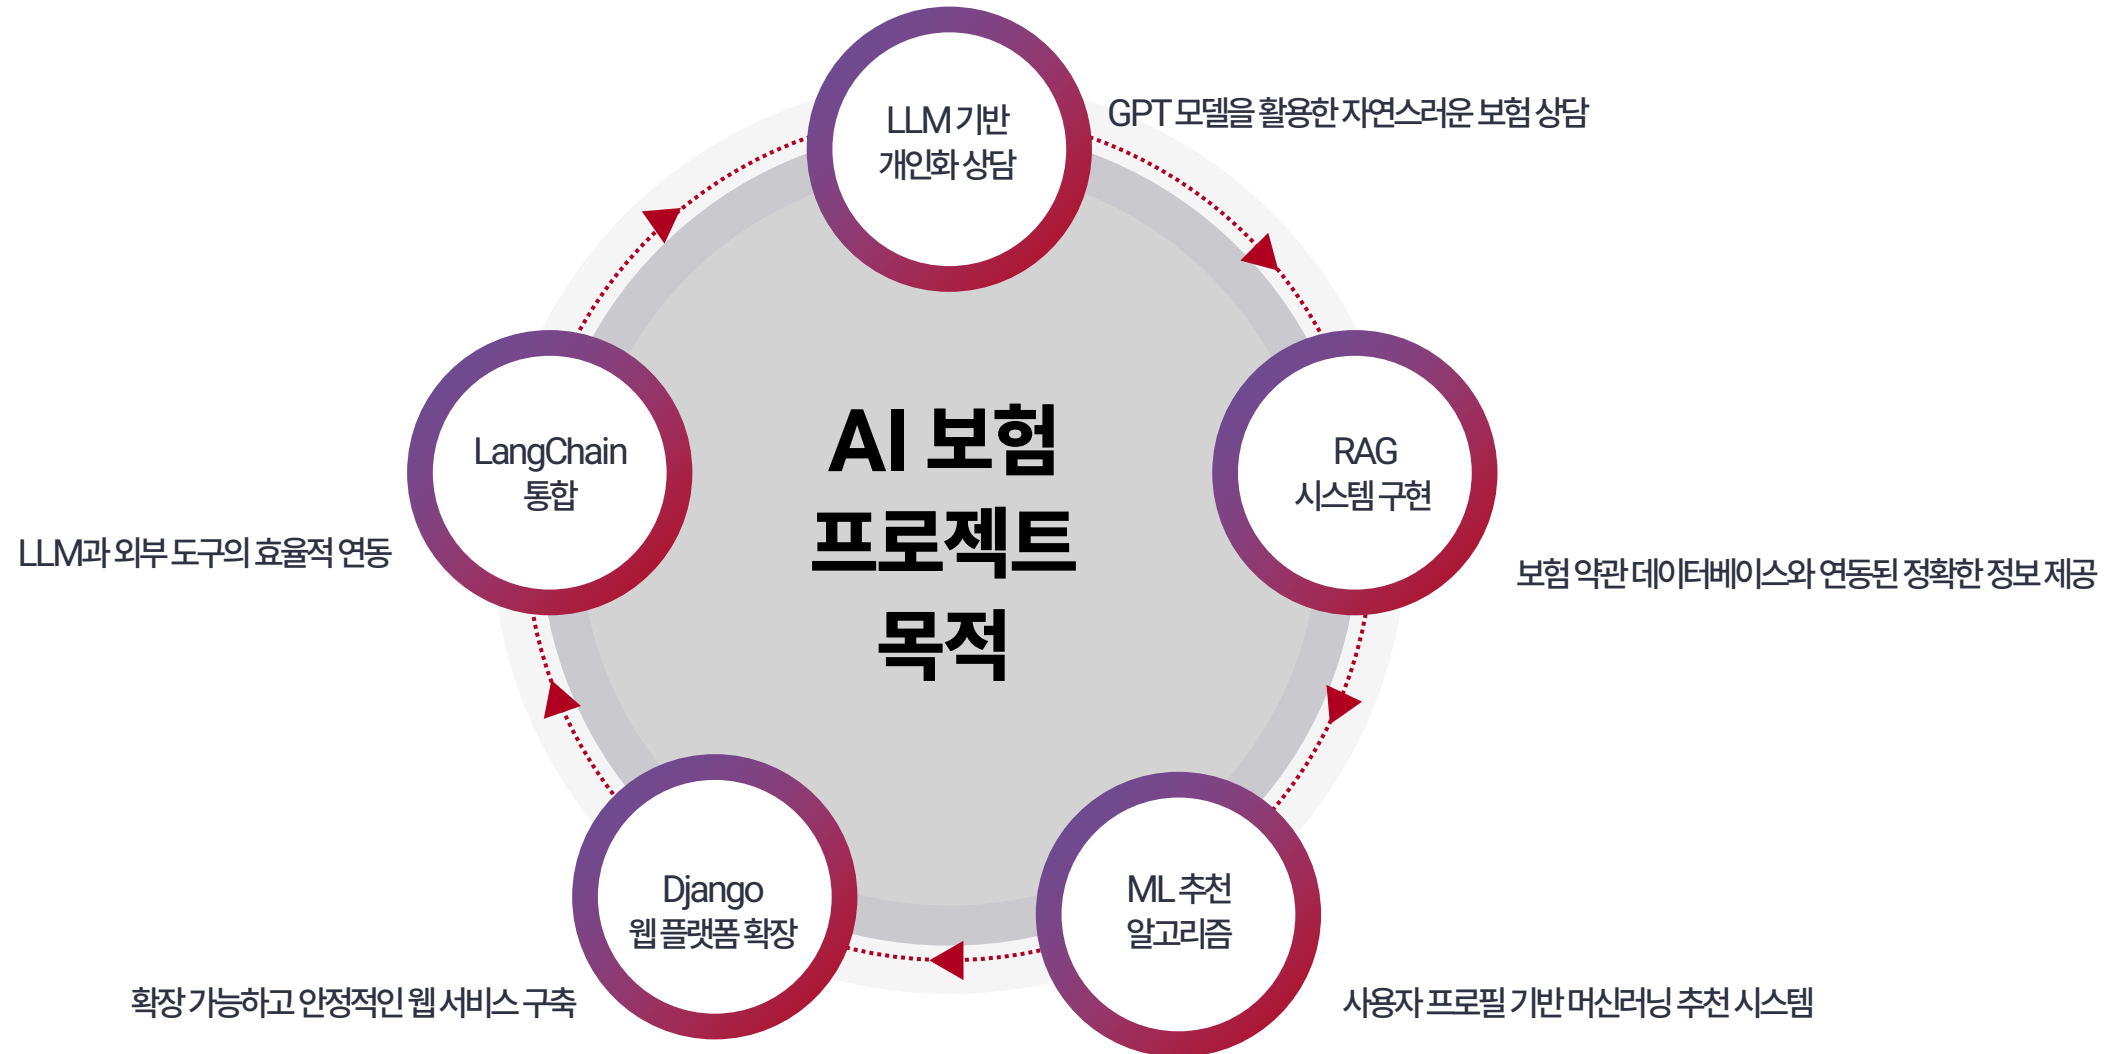 LLM 기반
개인화 상담
GPT 모델을 활용한 자연스러운 보험 상담
LangChain
통합
RAG
시스템 구현
AI 보험
프로젝트
목적
LLM과 외부 도구의 효율적 연동
보험 약관 데이터베이스와 연동된 정확한 정보 제공
Django
웹 플랫폼 확장
ML 추천
알고리즘
확장 가능하고 안정적인 웹 서비스 구축
사용자 프로필 기반 머신러닝 추천 시스템